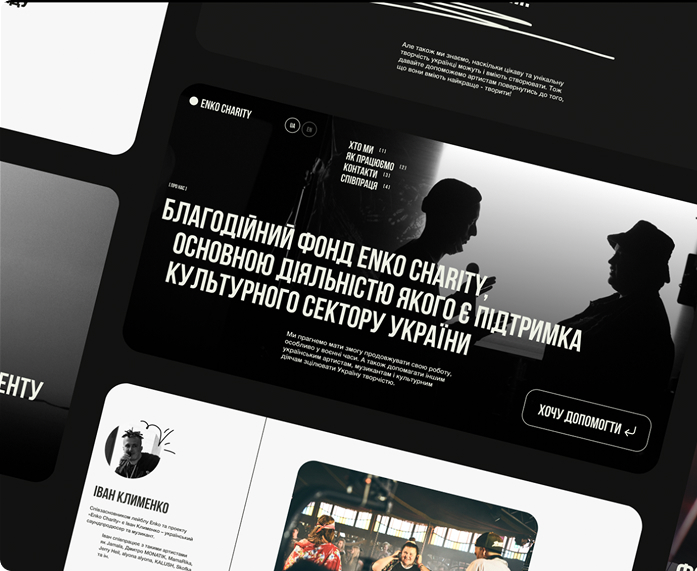 Але також ми знаємо, наскільки цікаву та унікальну
творчість українці можуть і вміють створювати. Тож
давайте допоможемо артистам повернутись до того,
що вони вміють найкраще - творити!
ENKO CHARITY
UA
EN
ХТО МИ [1]
ЯК ПРАЦЮЄМО [2]
КОНТАКТИ [3]
СПІВПРАЦЯ [4]
[ ПРО НАС ]
БЛАГОДІЙНИЙ ФОНД ENKO CHARITY,
ОСНОВНОЮ ДІЯЛЬНІСТЮ ЯКОГО Є ПІДТРИМКА
КУЛЬТУРНОГО СЕКТОРУ УКРАЇНИ
Ми прагнемо мати змогу продовжувати свою роботу,
особливо у воєнні часи. А також допомагати іншим
українським артистам, музикантам і культурним
діячам зцілювати Україну творчістю.
ХОЧУ ДОПОМОГТИ
ЕНТУ
ІВАН КЛИМЕНКО
Співзасновником лейблу Enko та проекту
«Enko Charity» є Іван Клименко – український
саундпродюсер та музикант.
Іван співпрацює з такими артистами
як Jamala, Дмитро MONATIK, MamaRika,
Jerry Heil, alyona alyona, KALUSH, Skofka
та ін.